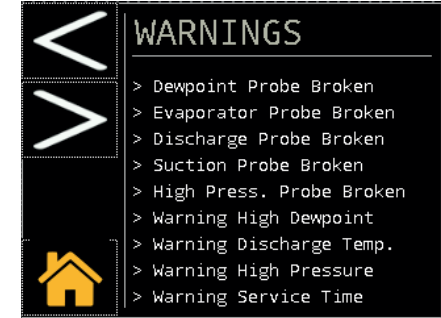 WARNINGS
> Dewpoint Probe Broken
> Evaporator Probe Broken
> Discharge Probe Broken
> Suction Probe Broken
> High Press. Probe Broken
> Warning High Dewpoint
> Warning Discharge Temp.
> Warning High Pressure
> Warning Service Time